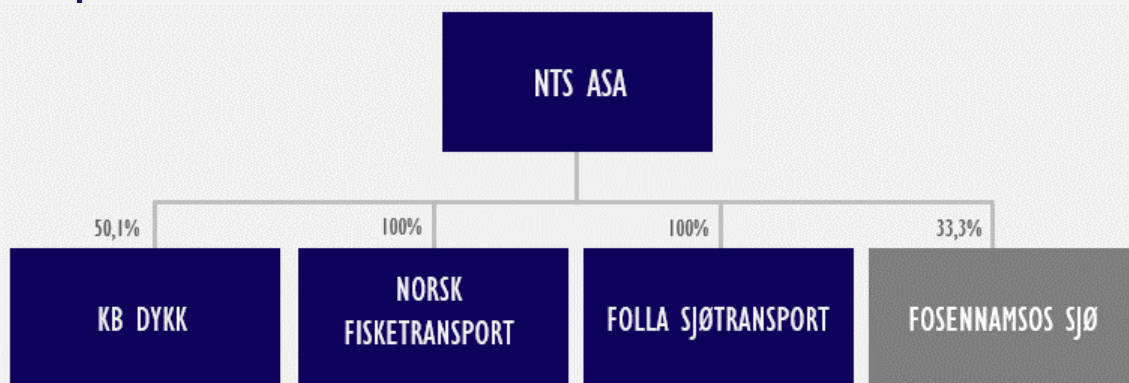 NTS ASA
50,1%
100%
100%
33,3%
KB DYKK
NORSK
FISKETRANSPORT
FOLLA SJØTRANSPORT
FOSENNAMSOS SJØ